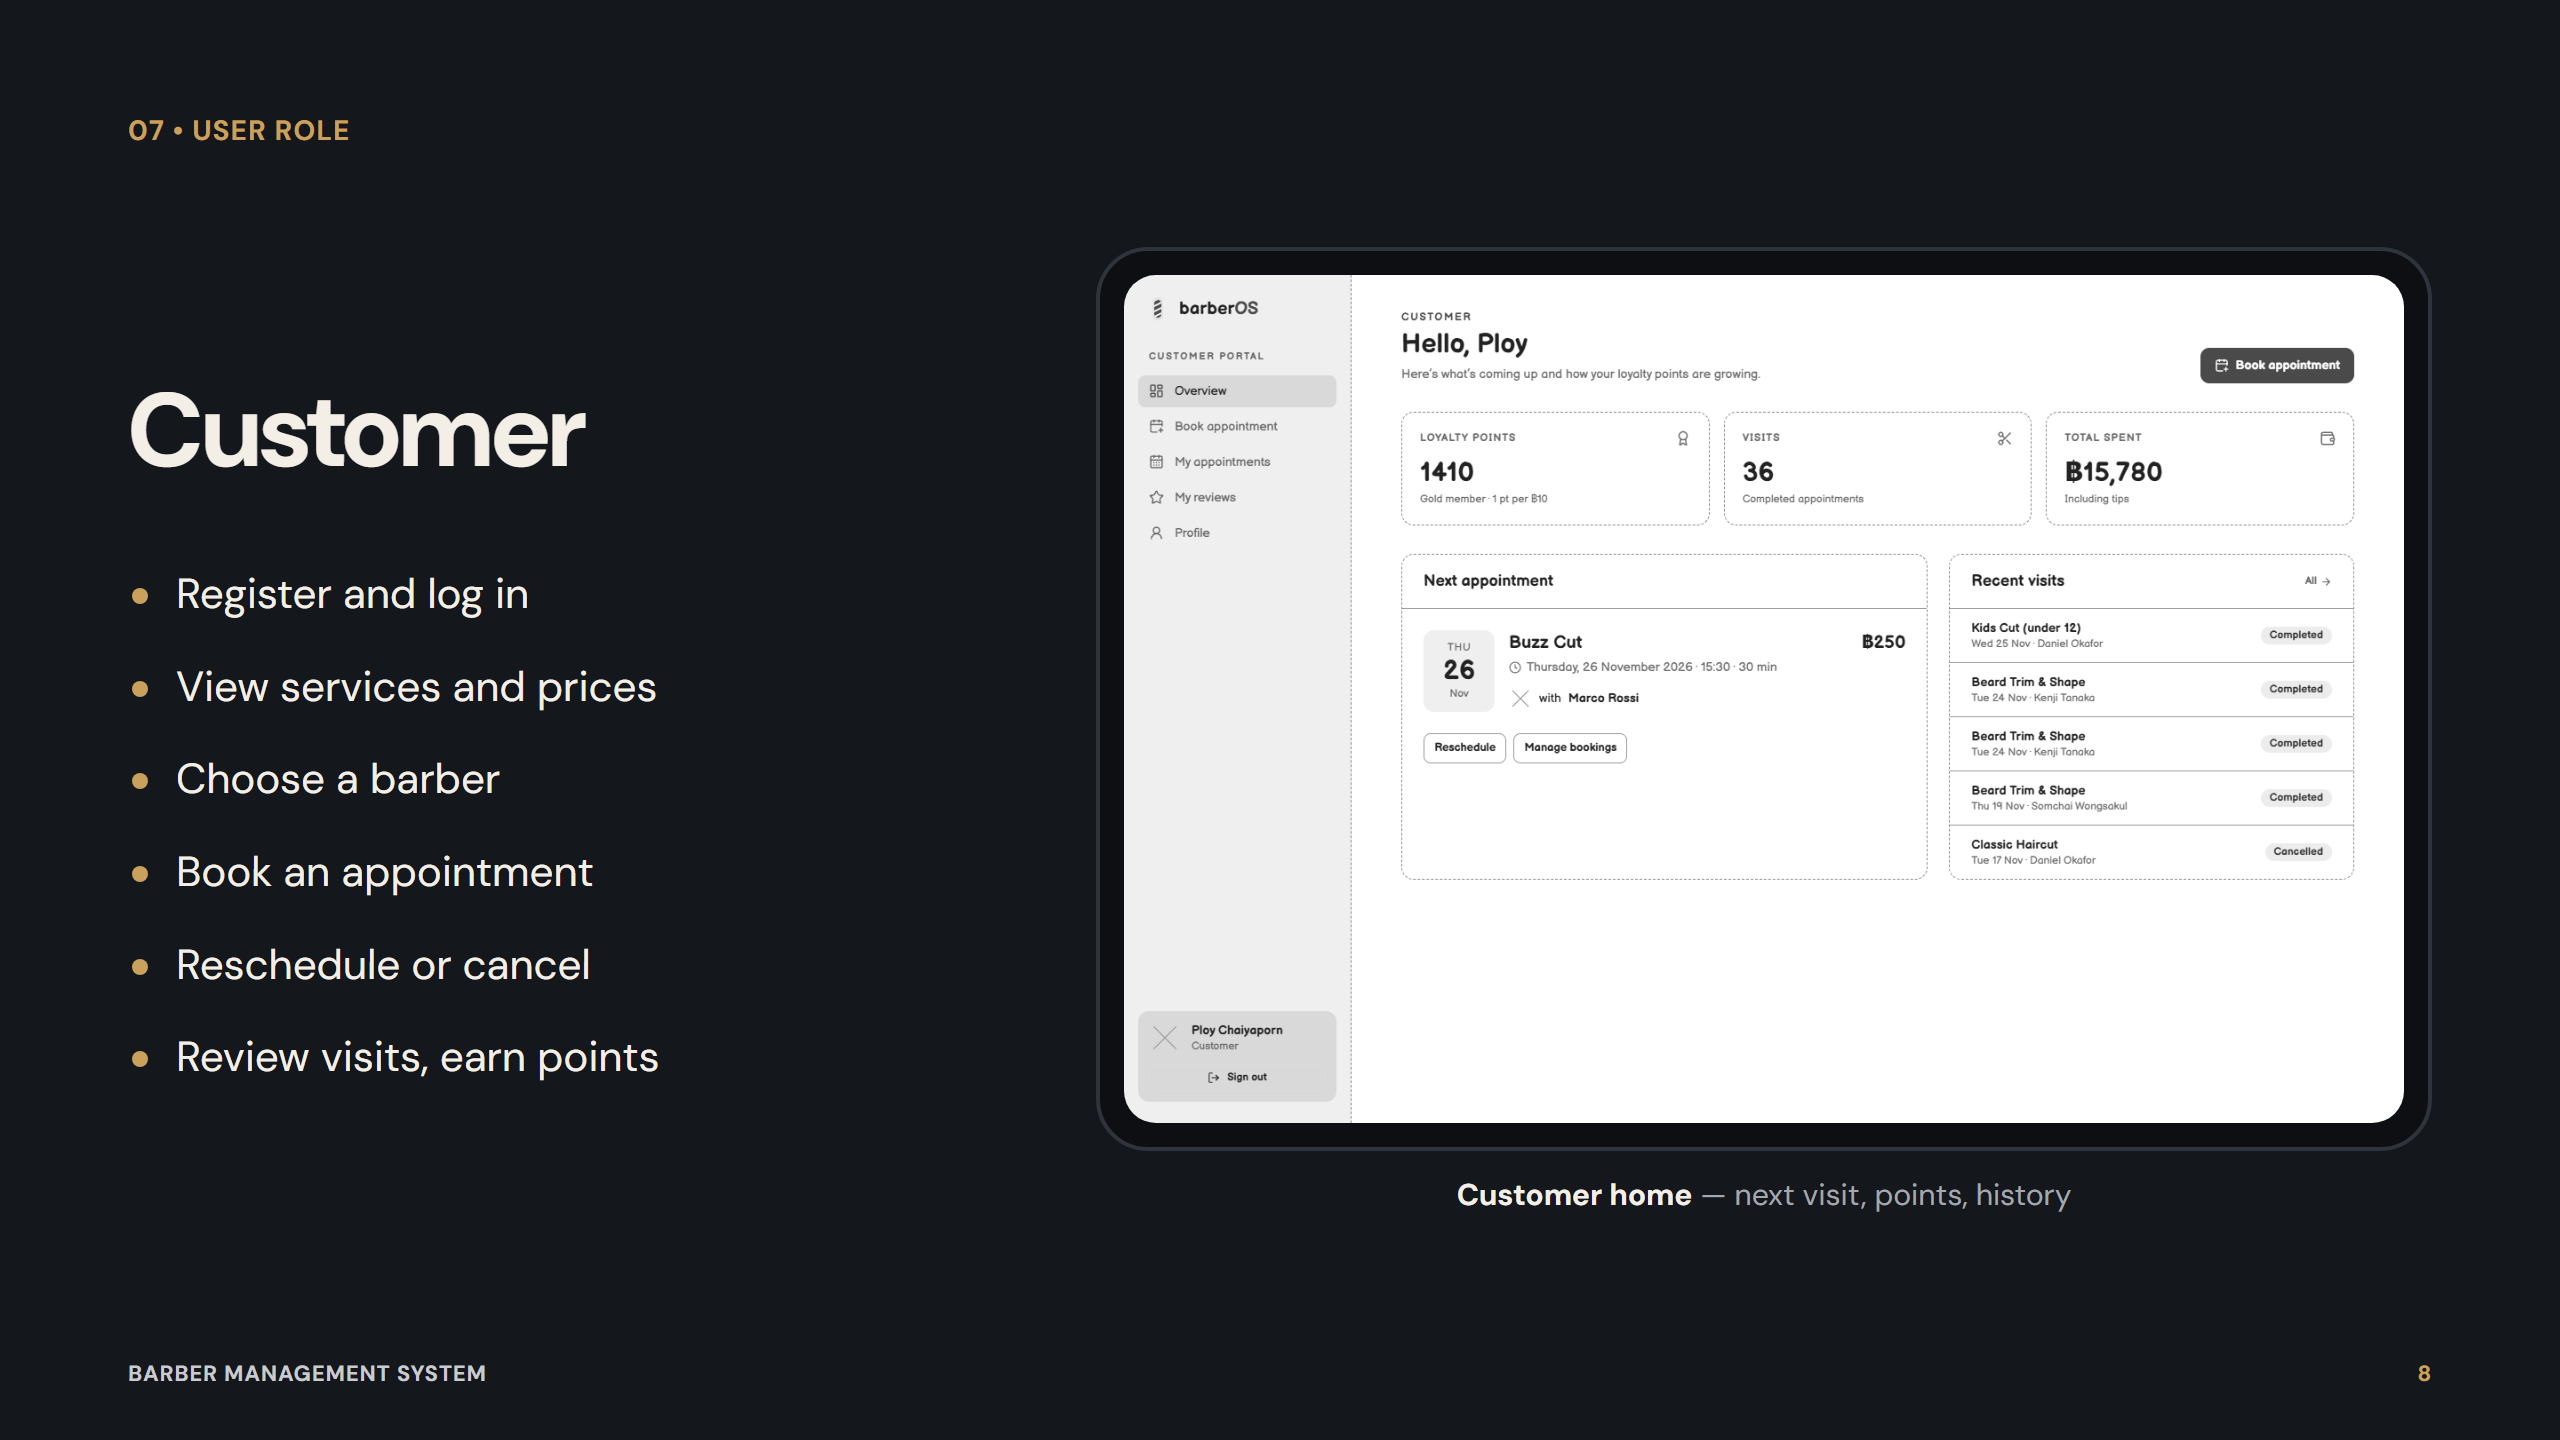 07 • USER ROLE
Customer
Register and log in
View services and prices
Choose a barber
Book an appointment
Reschedule or cancel
Review visits, earn points
barberOS
CUSTOMER PORTAL
Overview
Book appointment
My appointments
My reviews
Profile
Ploy Chaiyaporn
Customer
Sign out
CUSTOMER
Hello, Ploy
Here's what's coming up and how your loyalty points are growing.
Book appointment
LOYALTY POINTS
1410
Gold member · 1 pt per ฿10
VISITS
36
Completed appointments
TOTAL SPENT
฿15,780
Including tips
Next appointment
THU
26
Nov
Buzz Cut
฿250
Thursday, 26 November 2026 · 15:30 · 30 min
with Marco Rossi
Reschedule
Manage bookings
Recent visits
All →
Kids Cut (under 12)
Wed 25 Nov · Daniel Okafor
Completed
Beard Trim & Shape
Tue 24 Nov · Kenji Tanaka
Completed
Beard Trim & Shape
Tue 24 Nov · Kenji Tanaka
Completed
Beard Trim & Shape
Thu 19 Nov · Somchai Wongsakul
Completed
Classic Haircut
Tue 17 Nov · Daniel Okafor
Cancelled
Customer home — next visit, points, history
BARBER MANAGEMENT SYSTEM
8